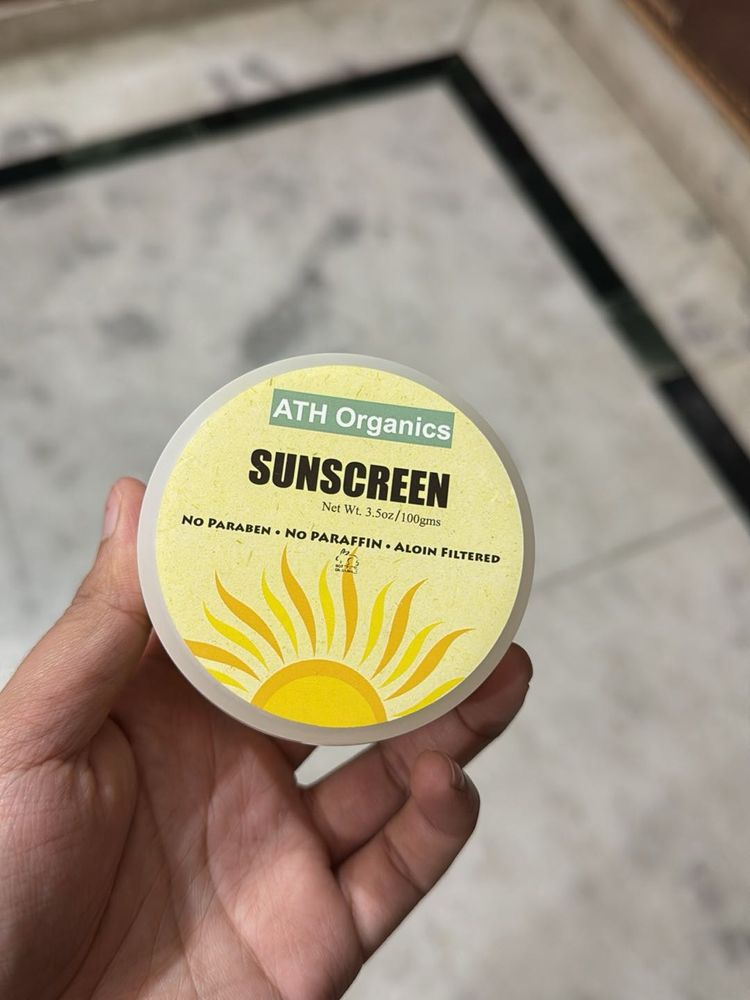 ATH Organics
SUNSCREEN
Net Wt. 3.5oz/100gms
NO PARABEN • NO PARAFFIN • ALOIN FILTERED